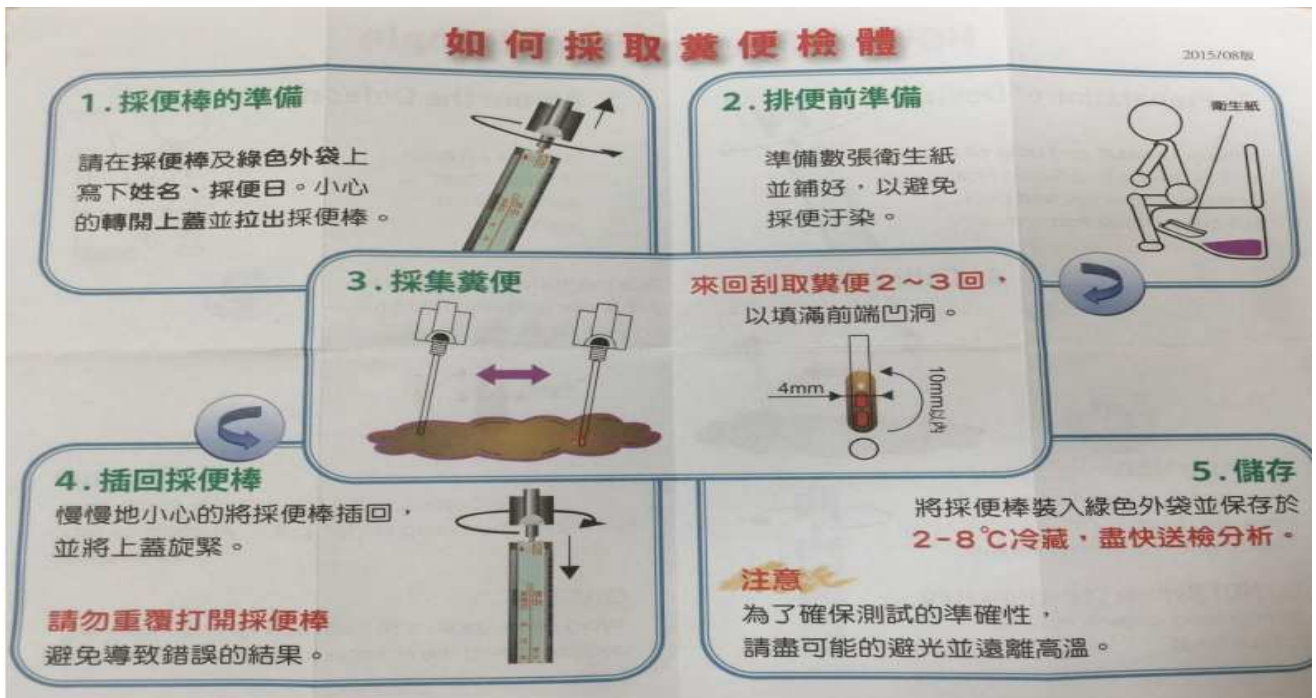 如何採取糞便檢體
2015/08版
1.採便棒的準備
請在採便棒及綠色外袋上
寫下姓名、採便日。小心
的轉開上蓋並拉出採便棒。
2.排便前準備
準備數張衛生紙
並鋪好，以避免
採便汙染。
衛生紙
3.採集糞便
來回刮取糞便2～3回，
以填滿前端凹洞。
4mm
10mm以內
4.插回採便棒
慢慢地小心的將採便棒插回，
並將上蓋旋緊。
請勿重覆打開採便棒
避免導致錯誤的結果。
5.儲存
將採便棒裝入綠色外袋並保存於
2-8℃冷藏，盡快送檢分析。
注意
為了確保測試的準確性，
請盡可能的避光並遠離高溫。